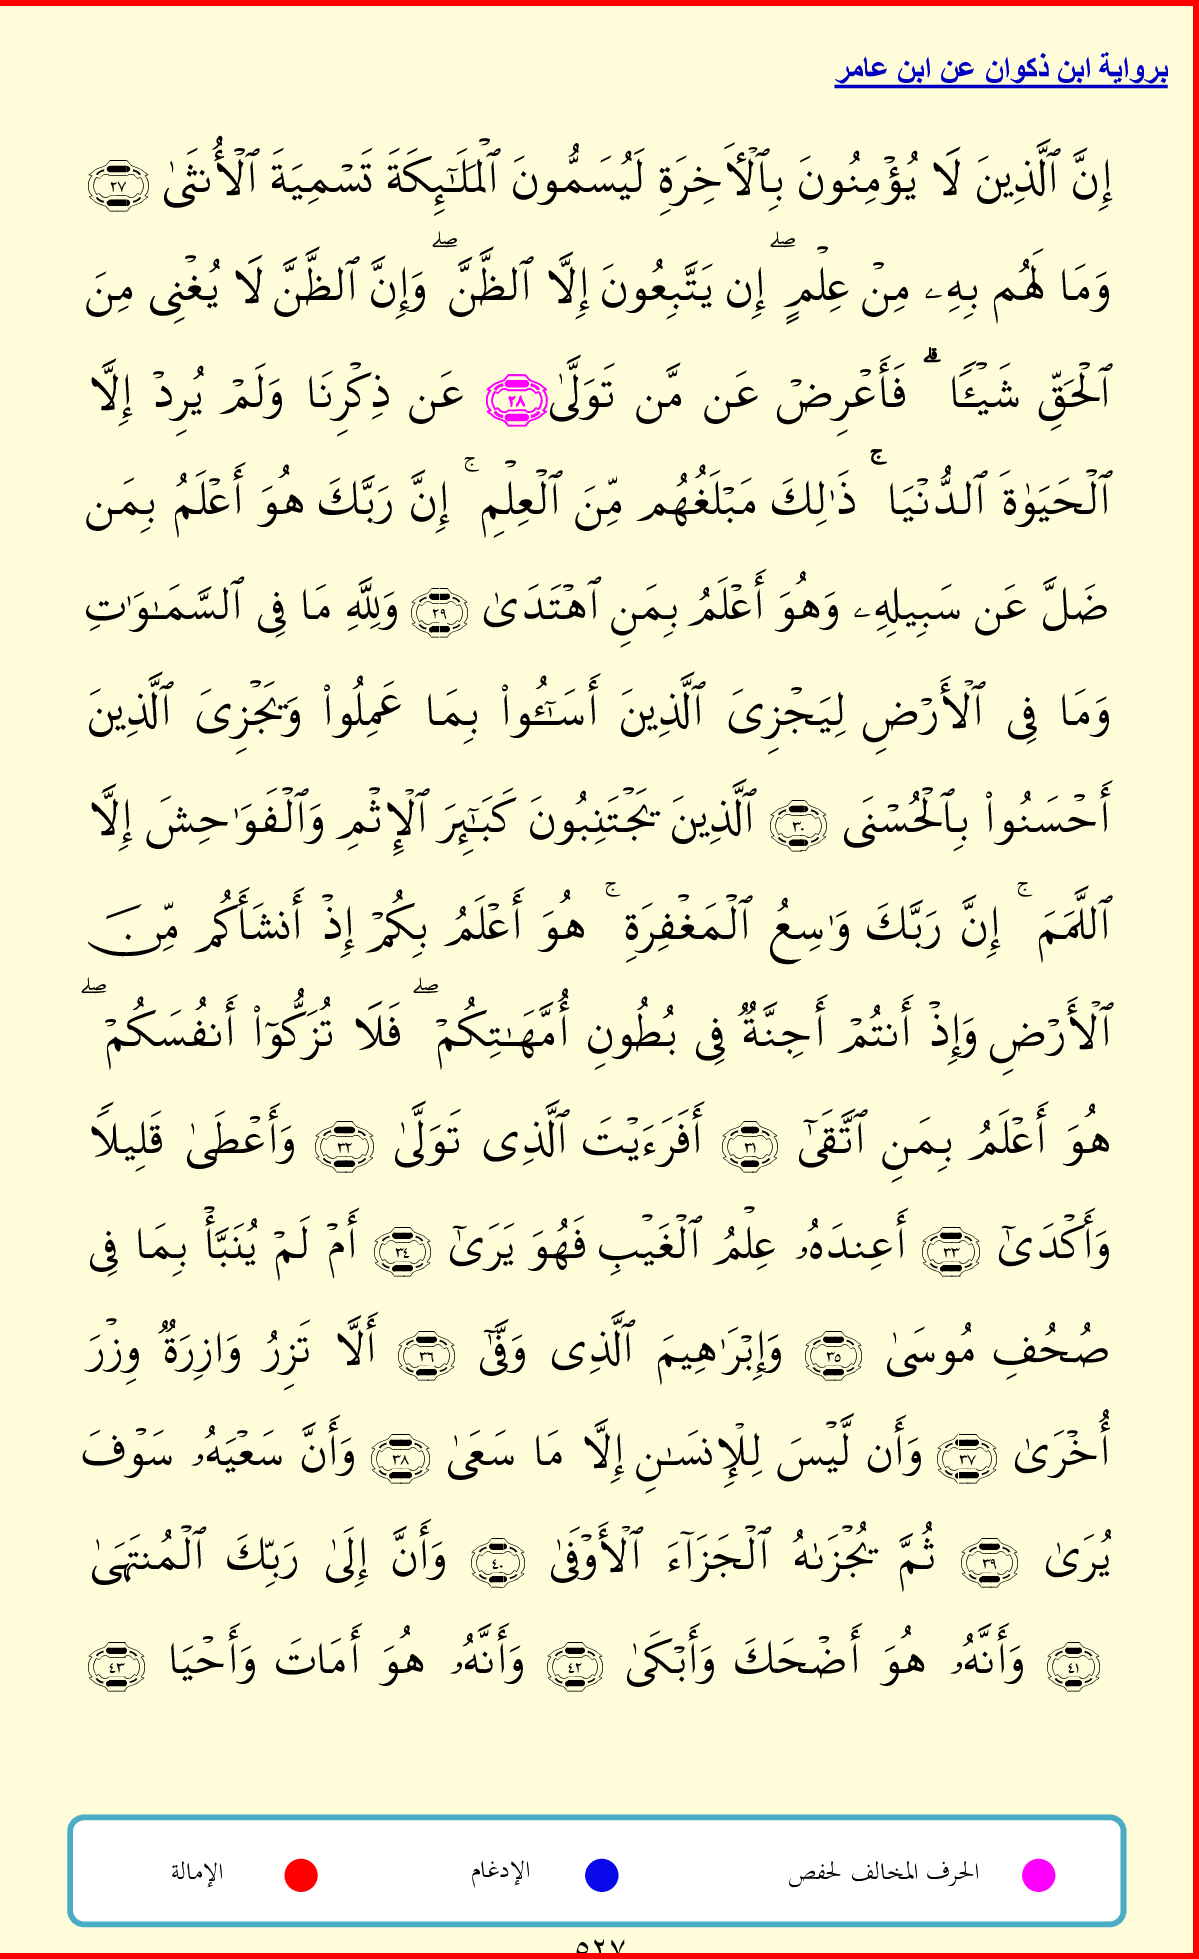 برواية ابن ذكوان عن ابن عامر
إِنَّ ٱلَّذِينَ لَا يُؤْمِنُونَ بِٱلْأَخِرَةِ لَيُسَمُّونَ ٱلْمَلَٰٓئِكَةَ تَسْمِيَةَ ٱلْأُنثَىٰ ٢٧
وَمَا لَهُم بِهِۦ مِنْ عِلْمٍ ۖ إِن يَتَّبِعُونَ إِلَّا ٱلظَّنَّ ۖ وَإِنَّ ٱلظَّنَّ لَا يُغْنِى مِنَ
ٱلْحَقِّ شَيْـًٔا ۗ فَأَعْرِضْ عَن مَّن تَوَلَّىٰ ٢٨ عَن ذِكْرِنَا وَلَمْ يُرِدْ إِلَّا
ٱلْحَيَوٰةَ ٱلدُّنْيَا ۚ ذَٰلِكَ مَبْلَغُهُم مِّنَ ٱلْعِلْمِ ۚ إِنَّ رَبَّكَ هُوَ أَعْلَمُ بِمَن
ضَلَّ عَن سَبِيلِهِۦ وَهُوَ أَعْلَمُ بِمَنِ ٱهْتَدَىٰ ٢٩ وَلِلَّهِ مَا فِى ٱلسَّمَـٰوَٰتِ
وَمَا فِى ٱلْأَرْضِ لِيَجْزِىَ ٱلَّذِينَ أَسَـٰٓـُٔوا۟ بِمَا عَمِلُوا۟ وَيَجْزِىَ ٱلَّذِينَ
أَحْسَنُوا۟ بِٱلْحُسْنَى ٣٠ ٱلَّذِينَ يَجْتَنِبُونَ كَبَـٰٓئِرَ ٱلْإِثْمِ وَٱلْفَوَٰحِشَ إِلَّا
ٱللَّمَمَ ۚ إِنَّ رَبَّكَ وَٰسِعُ ٱلْمَغْفِرَةِ ۚ هُوَ أَعْلَمُ بِكُمْ إِذْ أَنشَأَكُم مِّنَ
ٱلْأَرْضِ وَإِذْ أَنتُمْ أَجِنَّةٌ فِى بُطُونِ أُمَّهَـٰتِكُمْ ۖ فَلَا تُزَكُّوٓا۟ أَنفُسَكُمْ ۖ
هُوَ أَعْلَمُ بِمَنِ ٱتَّقَىٰٓ ٣١ أَفَرَءَيْتَ ٱلَّذِى تَوَلَّىٰ ٣٢ وَأَعْطَىٰ قَلِيلًا
وَأَكْدَىٰٓ ٣٣ أَعِندَهُۥ عِلْمُ ٱلْغَيْبِ فَهُوَ يَرَىٰٓ ٣٤ أَمْ لَمْ يُنَبَّأْ بِمَا فِى
صُحُفِ مُوسَىٰ ٣٥ وَإِبْرَٰهِيمَ ٱلَّذِى وَفَّىٰٓ ٣٦ أَلَّا تَزِرُ وَازِرَةٌ وِزْرَ
أُخْرَىٰ ٣٧ وَأَن لَّيْسَ لِلْإِنسَـٰنِ إِلَّا مَا سَعَىٰ ٣٨ وَأَنَّ سَعْيَهُۥ سَوْفَ
يُرَىٰ ٣٩ ثُمَّ يُجْزَىٰهُ ٱلْجَزَآءَ ٱلْأَوْفَىٰ ٤٠ وَأَنَّ إِلَىٰ رَبِّكَ ٱلْمُنتَهَىٰ
٤١ وَأَنَّهُۥ هُوَ أَضْحَكَ وَأَبْكَىٰ ٤٢ وَأَنَّهُۥ هُوَ أَمَاتَ وَأَحْيَا ٤٣
الحرف المخالف لحفص الإدغام الإمالة
٥٢٧